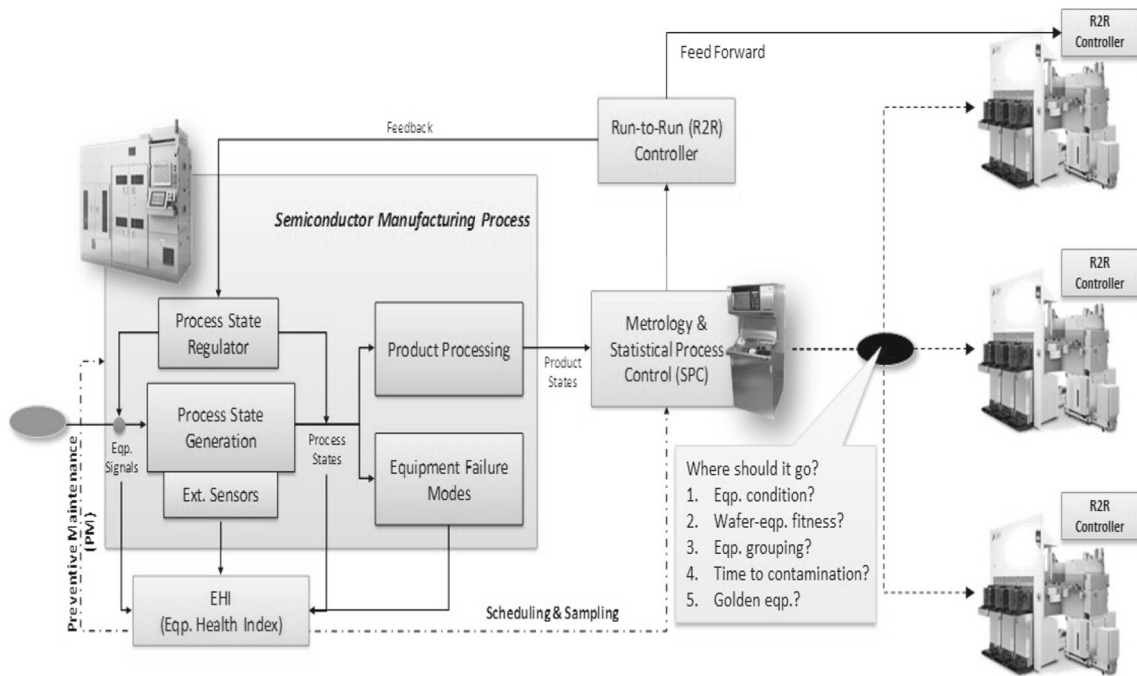 R2R
Controller
Feed Forward
Run-to-Run (R2R)
Controller
Feedback
Semiconductor Manufacturing Process
R2R
Controller
Process State
Regulator
Product Processing
Metrology &
Statistical Process
Control (SPC)
Product
States
Process State
Generation
Process
States
Eqp.
Signals
Ext. Sensors
Equipment Failure
Modes
Preventive Maintenance
(PM)
EHI
(Eqp. Health Index)
Scheduling & Sampling
Where should it go?
1. Eqp. condition?
2. Wafer-eqp. fitness?
3. Eqp. grouping?
4. Time to contamination?
5. Golden eqp.?
R2R
Controller